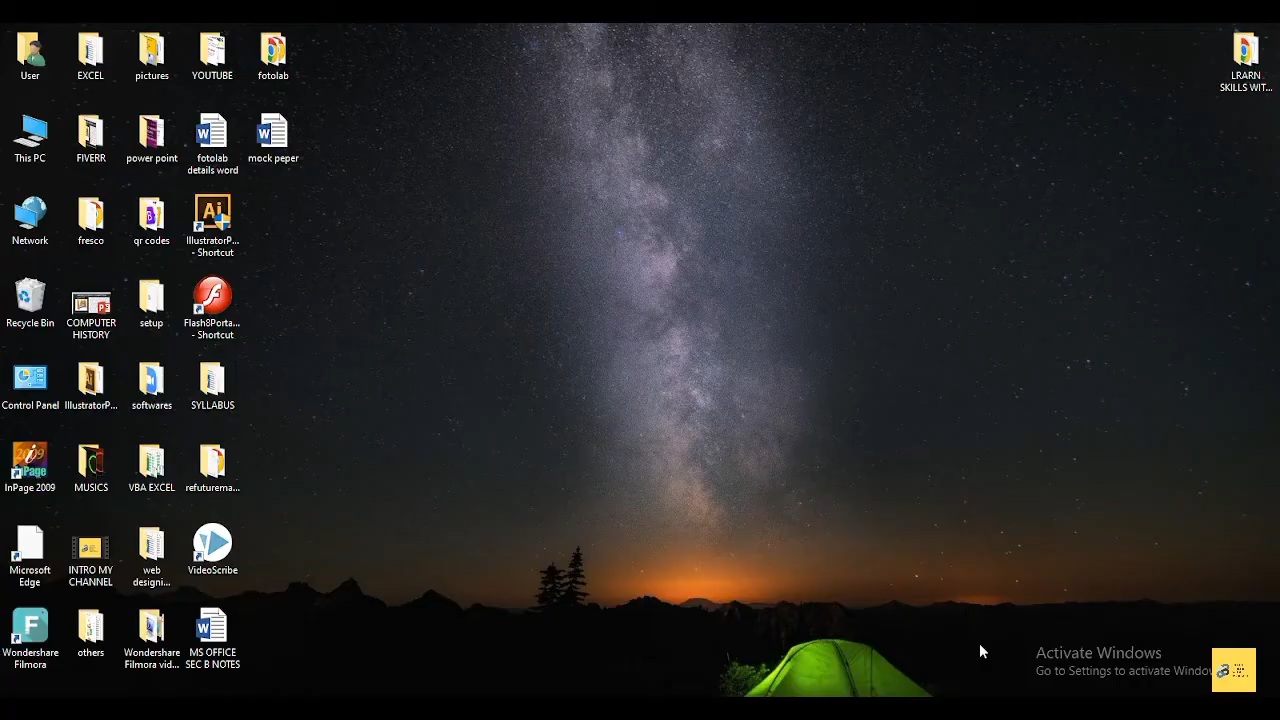 User
EXCEL
pictures
YOUTUBE
fotolab
LRARN
SKILLS WIT...
This PC
FIVERR
power point
fotolab
details word
mock peper
Network
fresco
qr codes
IllustratorP...
- Shortcut
Recycle Bin
COMPUTER
HISTORY
setup
Flash8Porta...
- Shortcut
Control Panel
IllustratorP...
softwares
SYLLABUS
InPage 2009
MUSICS
VBA EXCEL
refuturema...
Microsoft
Edge
INTRO MY
CHANNEL
web
designi...
VideoScribe
Wondershare
Filmora
others
Wondershare
Filmora vid...
MS OFFICE
SEC B NOTES
Activate Windows
Go to Settings to activate Window